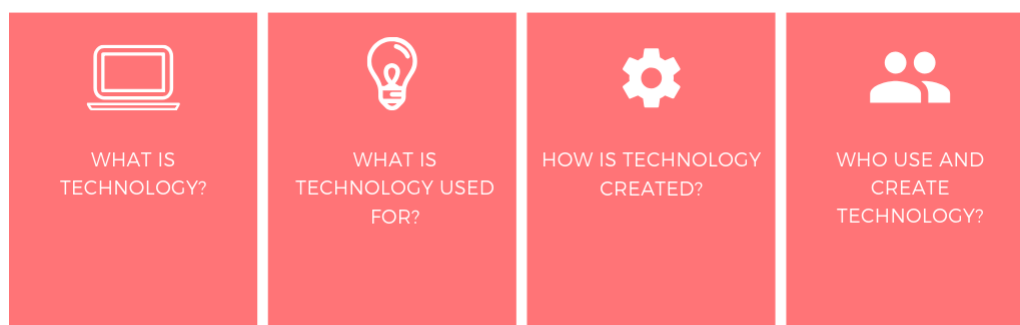 WHAT IS
TECHNOLOGY?
WHAT IS
TECHNOLOGY USED
FOR?
HOW IS TECHNOLOGY
CREATED?
WHO USE AND
CREATE
TECHNOLOGY?